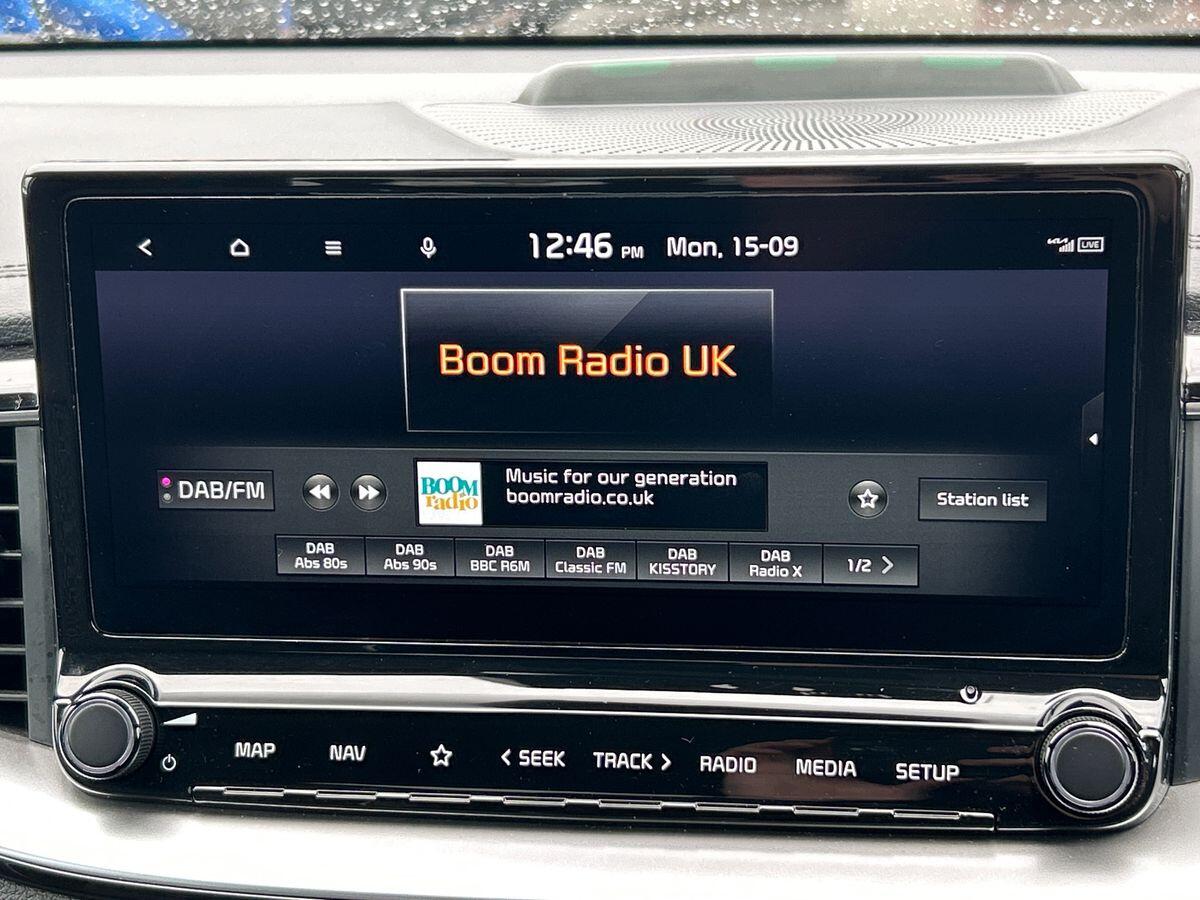 12:46 PM Mon, 15-09
KIA LIVE
Boom Radio UK
DAB/FM
BOOM
radio
Music for our generation
boomradio.co.uk
Station list
DAB
Abs 80s
DAB
Abs 90s
DAB
BBC R6M
DAB
Classic FM
DAB
KISSTORY
DAB
Radio X
1/2 >
MAP
NAV
< SEEK
TRACK >
RADIO
MEDIA
SETUP